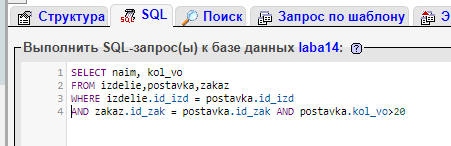 Структура SQL Поиск Запрос по шаблону Э
Выполнить SQL-запрос(ы) к базе данных laba14:
1 SELECT naim, kol_vo
2 FROM izdelie,postavka,zakaz
3 WHERE izdelie.id_izd = postavka.id_izd
4 AND zakaz.id_zak = postavka.id_zak AND postavka.kol_vo>20